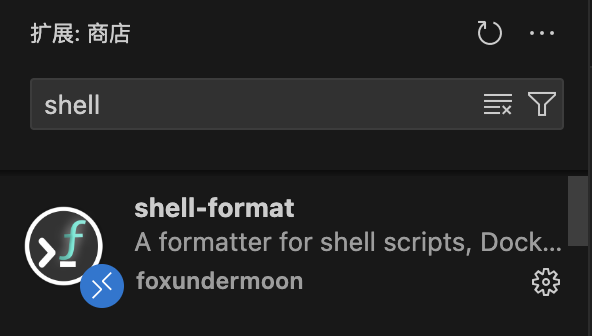 扩展: 商店
shell
shell-format
A formatter for shell scripts, Dock...
foxundermoon